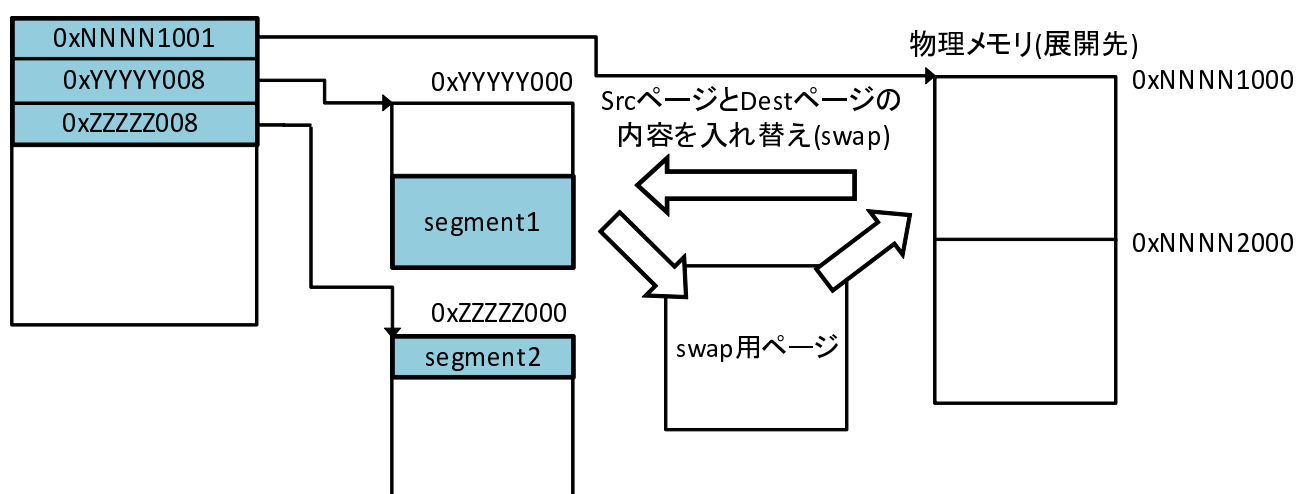 0xNNNN1001
0xYYYYY008
0xZZZZZ008
0xYYYYY000
segment1
0xZZZZZ000
segment2
SrcページとDestページの
内容を入れ替え(swap)
swap用ページ
物理メモリ(展開先)
0xNNNN1000
0xNNNN2000